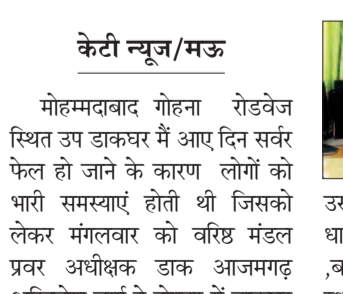 केटी न्यूज/मऊ
मोहम्मदाबाद गोहना रोडवेज
स्थित उप डाकघर मैं आए दिन सर्वर
फेल हो जाने के कारण लोगों को
भारी समस्याएं होती थी जिसको
लेकर मंगलवार को वरिष्ठ मंडल
प्रवर अधीक्षक डाक आजमगढ़